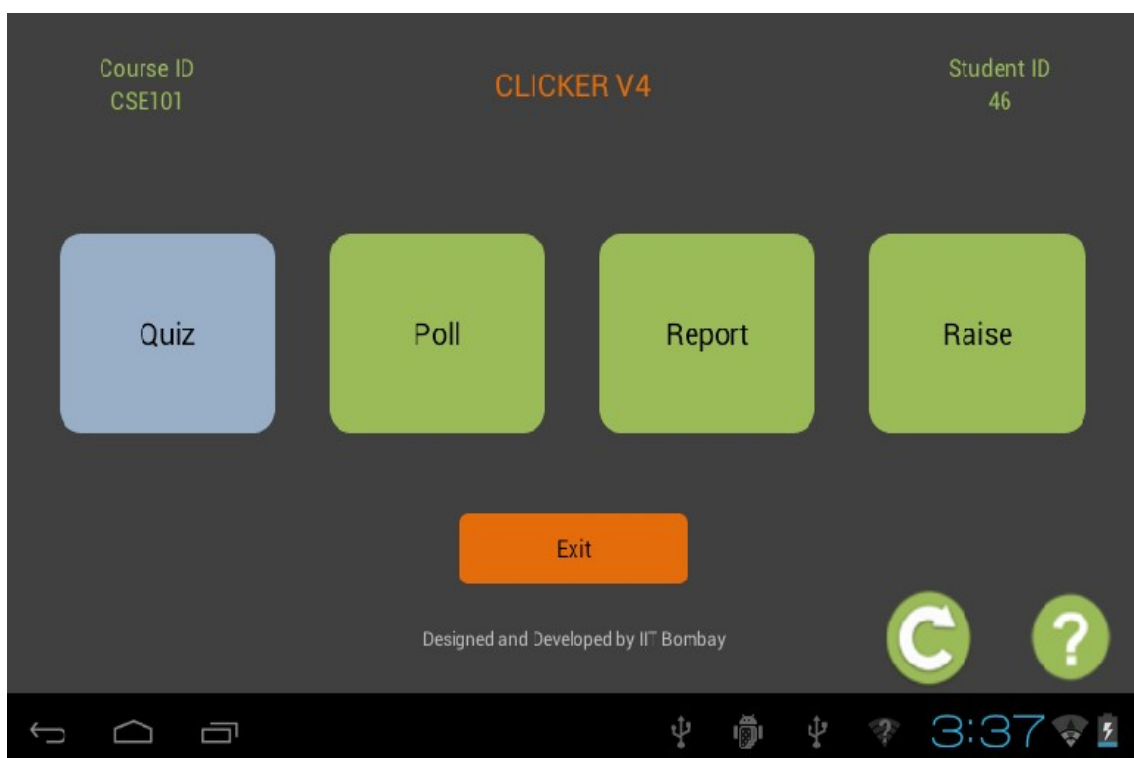 Course ID
CSE101
CLICKER V4
Student ID
46
Quiz
Poll
Report
Raise
Exit
Designed and Developed by IIT Bombay
?
3:37